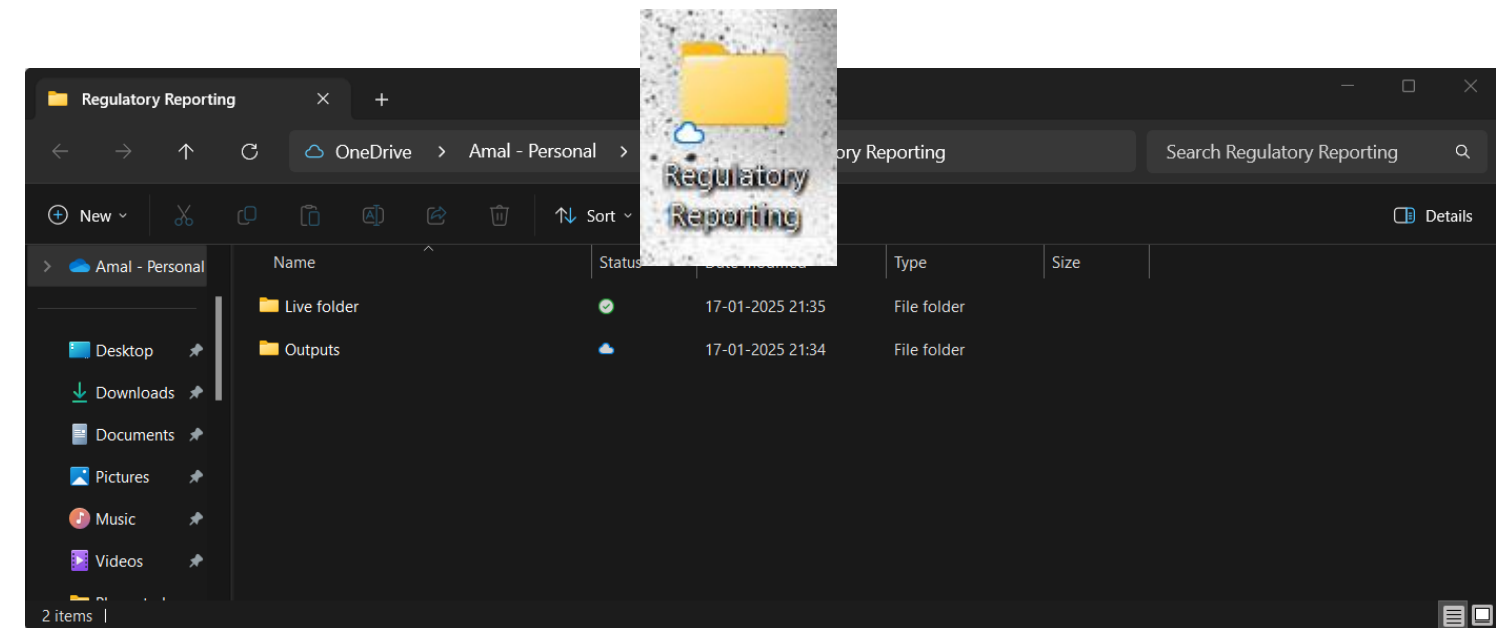 Regulatory Reporting
OneDrive > Amal - Personal > ory Reporting
Search Regulatory Reporting
Regulatory
Reporting
New
Sort
Details
Amal - Personal
Name Status Date modified Type Size
Live folder 17-01-2025 21:35 File folder
Outputs 17-01-2025 21:34 File folder
Desktop
Downloads
Documents
Pictures
Music
Videos
2 items